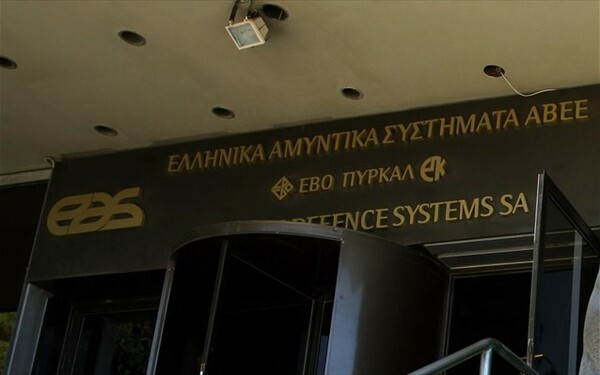 ΕΛΛΗΝΙΚΑ ΑΜΥΝΤΙΚΑ ΣΥΣΤΗΜΑΤΑ ΑΒΕΕ
ΕΒΟ ΠΥΡΚΑΛ
eas
DEFENCE SYSTEMS SA